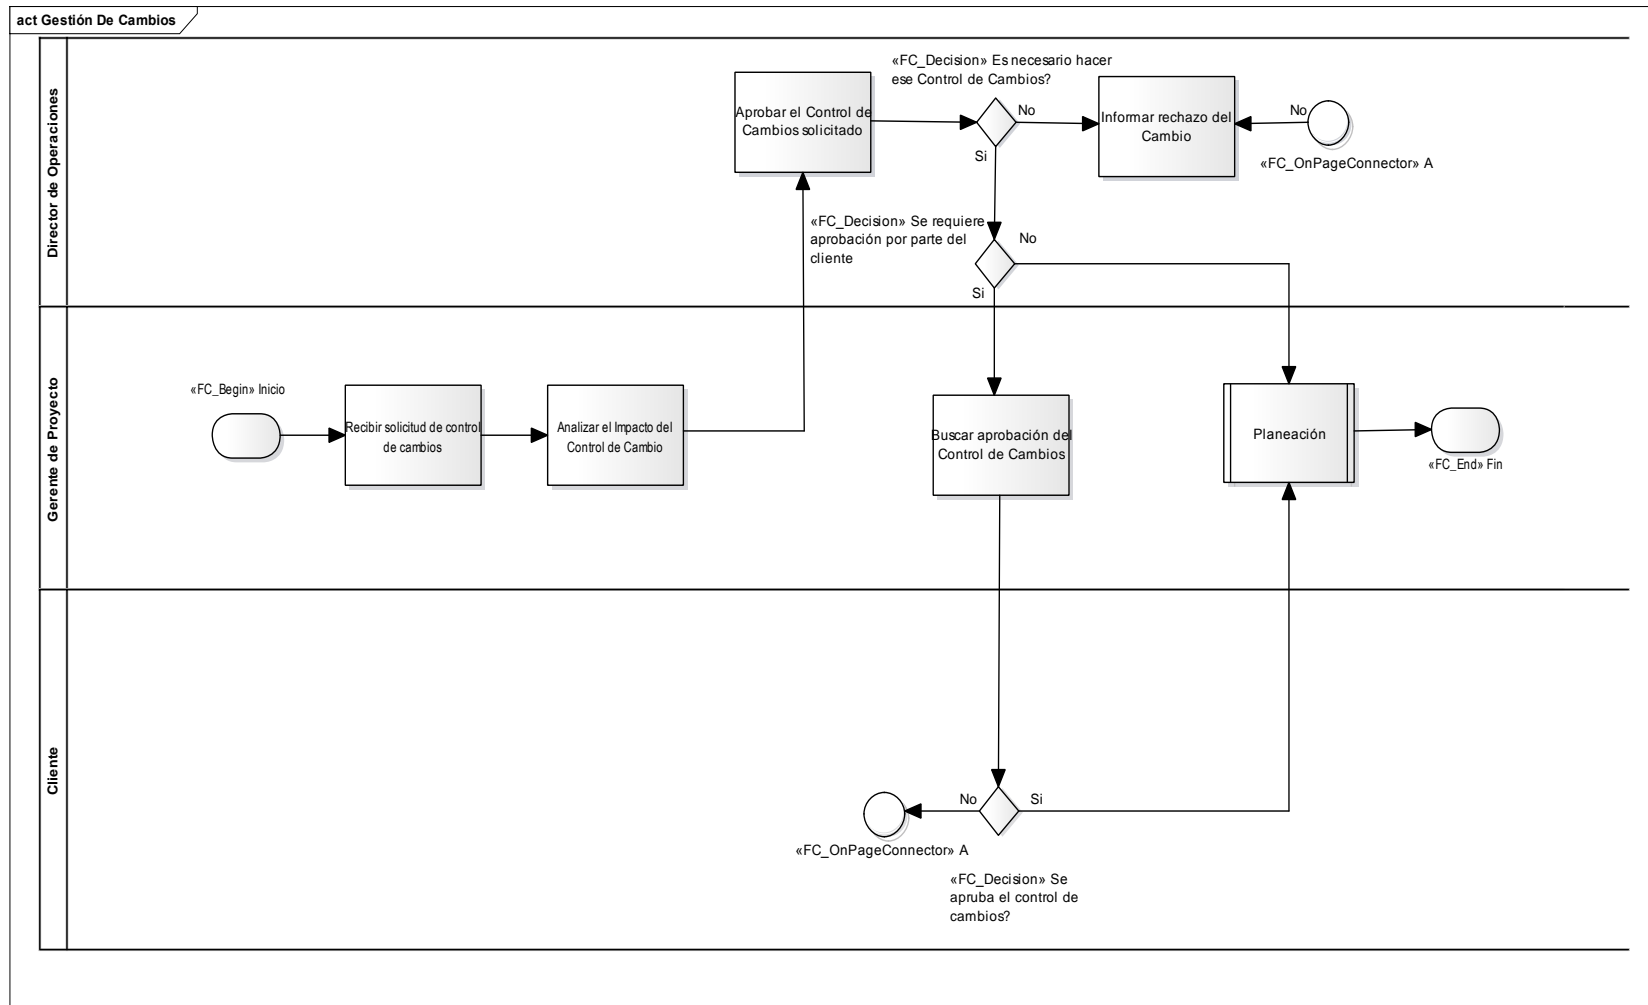 act Gestión De Cambios
Director de Operaciones
«FC_Decision» Es necesario hacer
ese Control de Cambios?
Aprobar el Control de
Cambios solicitado
No
Si
Informar rechazo del
Cambio
No
«FC_OnPageConnector» A
«FC_Decision» Se requiere
aprobación por parte del
cliente
No
Si
Gerente de Proyecto
«FC_Begin» Inicio
Recibir solicitud de control
de cambios
Analizar el Impacto del
Control de Cambio
Buscar aprobación del
Control de Cambios
Planeación
«FC_End» Fin
Cliente
No
Si
«FC_OnPageConnector» A
«FC_Decision» Se
apruba el control de
cambios?